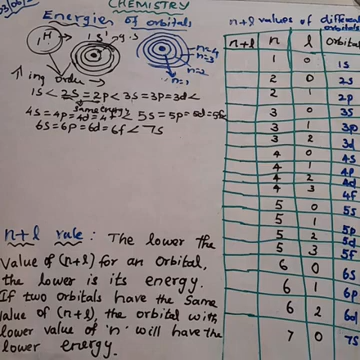 CHEMISTRY
Energies of orbitals
1H
1s' g.s
n=4
n=3
n=2
n=1
↑ ing order →
1s < 2s = 2p < 3s = 3p = 3d <
same energy
4s = 4p = 4d = 4f < 5s = 5p = 5d = 5f <
6s = 6p = 6d = 6f < 7s
n+l rule: The lower the
value of (n+l) for an Orbital,
the lower is its energy.
If two Orbitals have the Same
value of (n+l), the orbital with
lower value of 'n' will have the
lower energy.
n+l values of different
orbitals
n+l n l Orbital
1 0 1s
2 0 2s
2 1 2p
3 0 3s
3 1 3p
3 2 3d
4 0 4s
4 1 4p
4 2 4d
4 3 4f
5 0 5s
5 1 5p
5 2 5d
5 3 5f
6 0 6s
6 1 6p
6 2 6d
7 0 7s